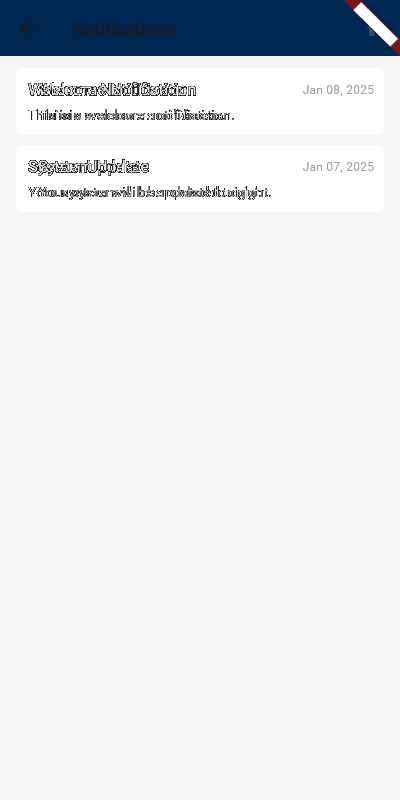 Notifications
Welcome Notification
Jan 08, 2025
This is a welcome notification.
System Update
Jan 07, 2025
Your system will be updated tonight.